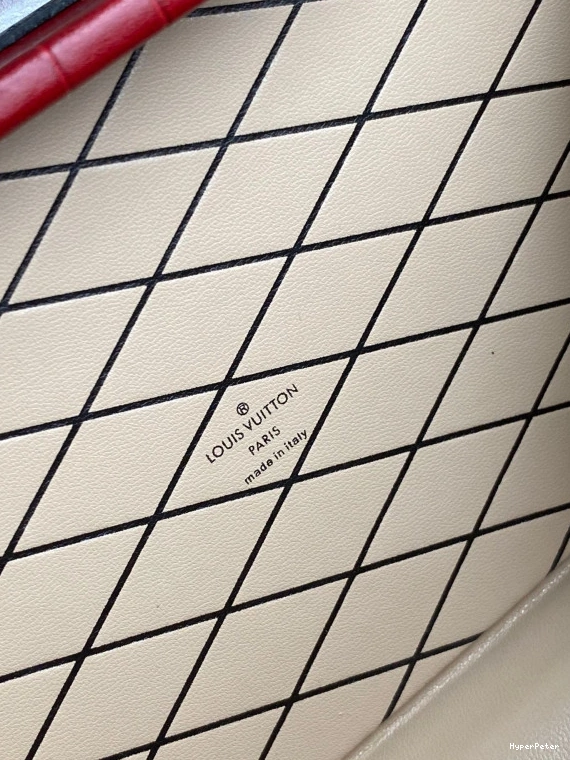 ®
LOUIS VUITTON
PARIS
made in italy
HyperPeter